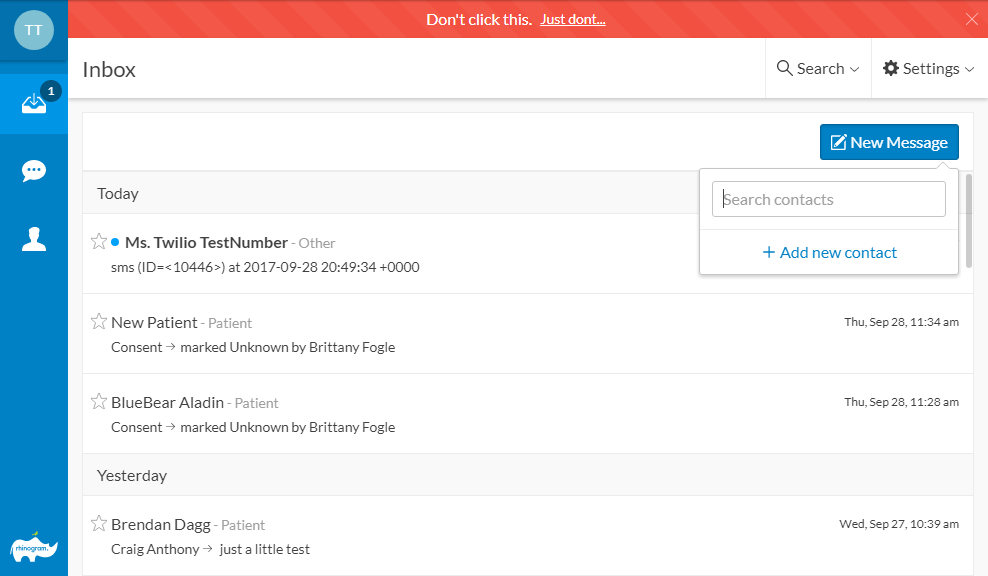 TT
Don't click this. Just dont...
1
Inbox
Search
Settings
New Message
Search contacts
Add new contact
Today
Ms. Twilio TestNumber - Other
sms (ID=<10446>) at 2017-09-28 20:49:34 +0000
New Patient - Patient
Thu, Sep 28, 11:34 am
Consent → marked Unknown by Brittany Fogle
BlueBear Aladin - Patient
Thu, Sep 28, 11:28 am
Consent → marked Unknown by Brittany Fogle
Yesterday
Brendan Dagg - Patient
Wed, Sep 27, 10:39 am
Craig Anthony → just a little test
rhinogram